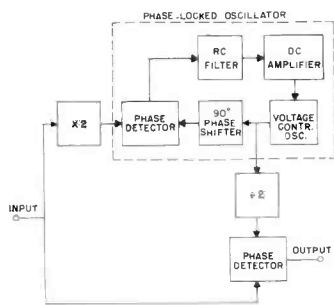 PHASE-LOCKED OSCILLATOR
RC
FILTER
DC
AMPLIFIER
X2
PHASE
DETECTOR
90°
PHASE
SHIFTER
VOLTAGE
CONTR.
OSC.
INPUT
÷2
PHASE
DETECTOR
OUTPUT